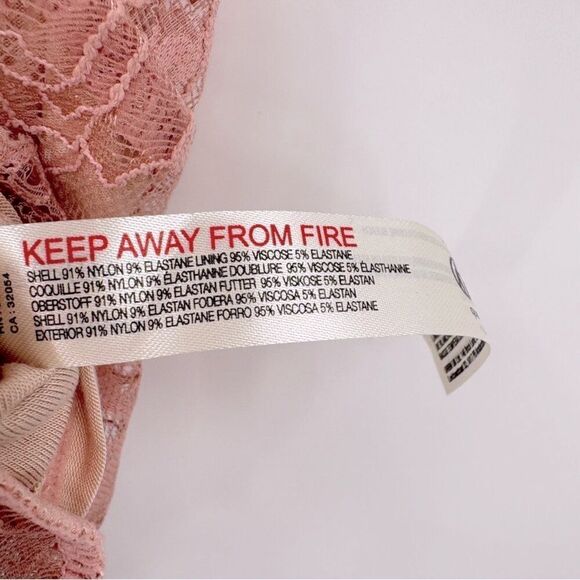 KEEP AWAY FROM FIRE
SHELL 91% NYLON 9% ELASTANE LINING 95% VISCOSE 5% ELASTANE
COQUILLE 91% NYLON 9% ÉLASTHANNE DOUBLURE 95% VISCOSE 5% ÉLASTHANNE
OBERSTOFF 91% NYLON 9% ELASTAN FUTTER 95% VISKOSE 5% ELASTAN
SHELL 91% NYLON 9% ELASTAN FODERA 95% VISCOSA 5% ELASTAN
EXTERIOR 91% NYLON 9% ELASTANE FORRO 95% VISCOSA 5% ELASTANE
CA : 32054